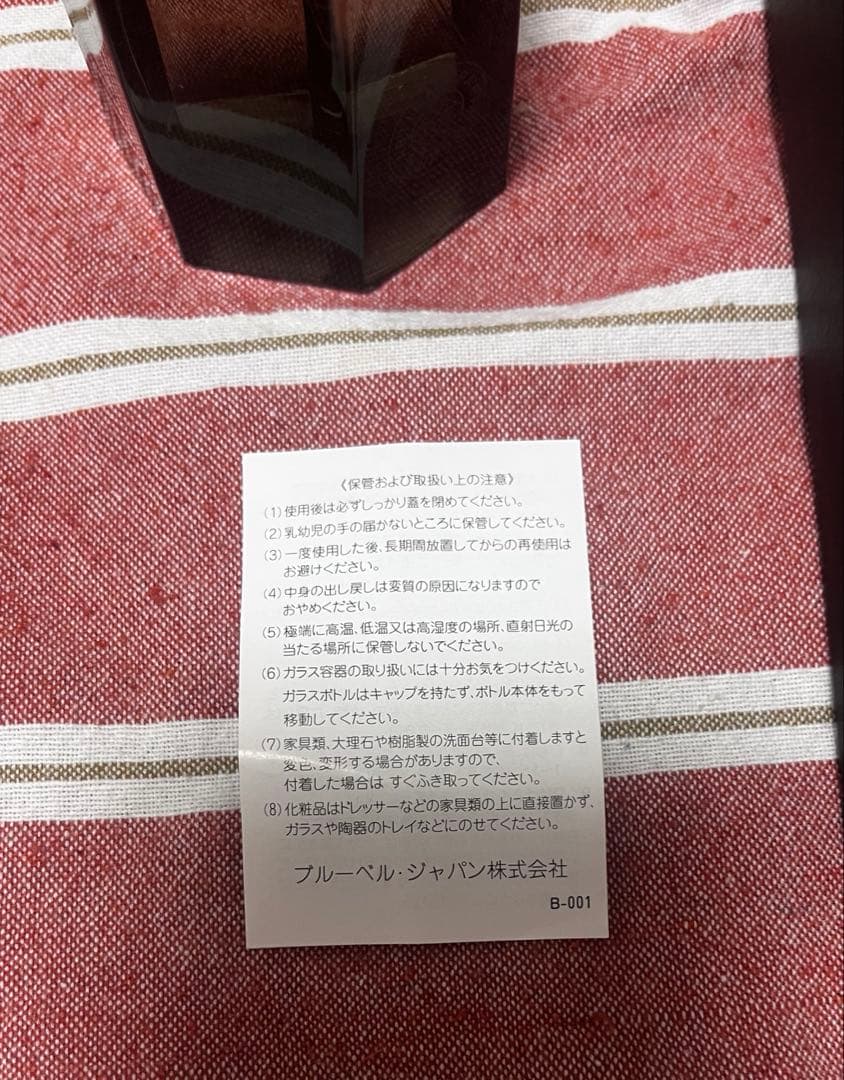 《保管および取扱い上の注意》
(1)使用後は必ずしっかり蓋を閉めてください。
(2)乳幼児の手の届かないところに保管してください。
(3)一度使用した後、長期間放置してからの再使用は
お避けください。
(4)中身の出し戻しは変質の原因になりますので
おやめください。
(5)極端に高温、低温又は高湿度の場所、直射日光の
当たる場所に保管しないでください。
(6)ガラス容器の取り扱いには十分お気をつけください。
ガラスボトルはキャップを持たず、ボトル本体をもって
移動してください。
(7)家具類、大理石や樹脂製の洗面台等に付着しますと
変色、変形する場合がありますので、
付着した場合は すぐふき取ってください。
(8)化粧品はドレッサーなどの家具類の上に直接置かず、
ガラスや陶器のトレイなどにのせてください。
ブルーベル・ジャパン株式会社
B-001